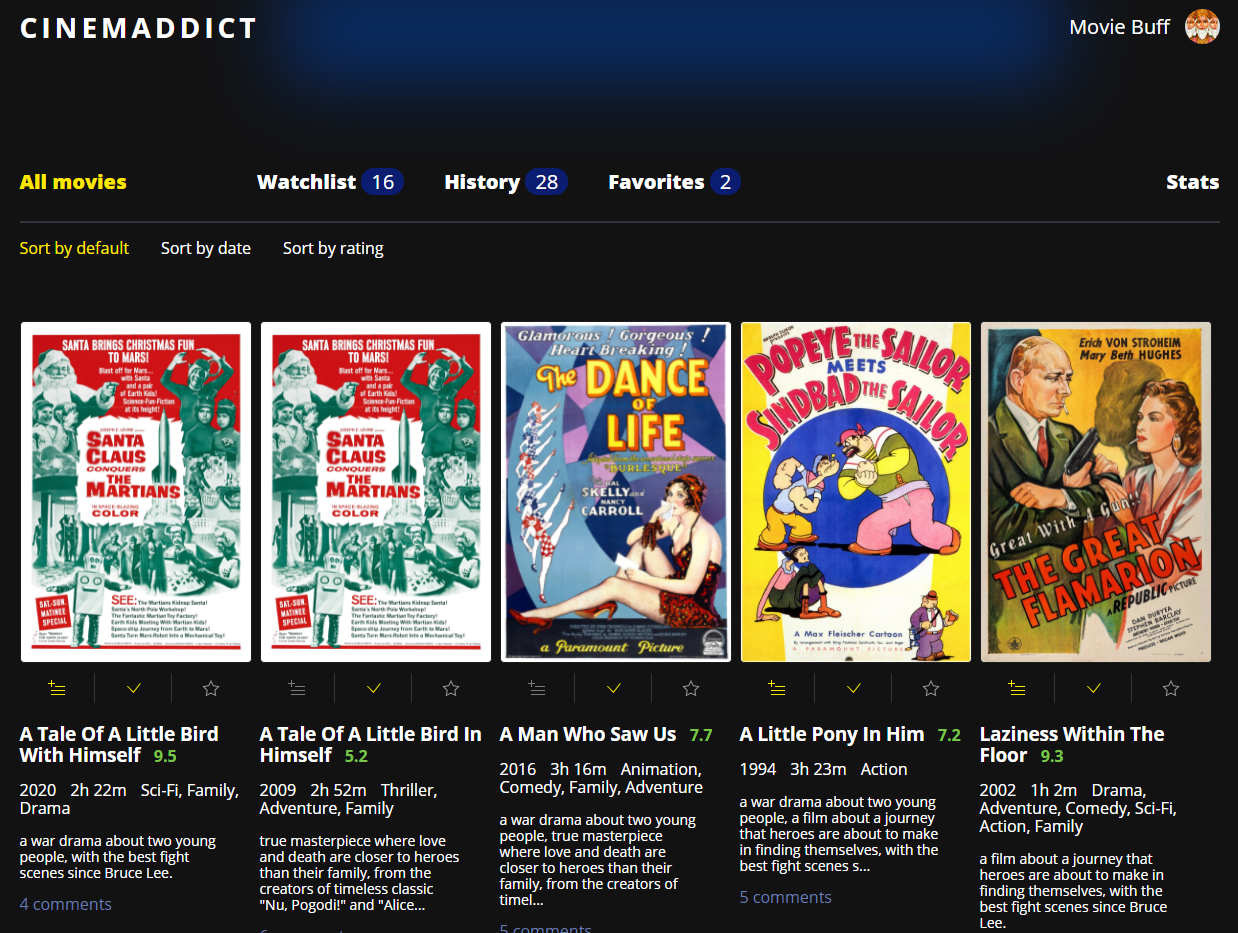 CINEMADDICT
Movie Buff
All movies
Watchlist 16
History 28
Favorites 2
Stats
Sort by default
Sort by date
Sort by rating
SANTA BRINGS CHRISTMAS FUN
TO MARS!
Blast off for Mars...
with Santa
and a pair
of Earth Kids!
Science-Fun-Fiction
at its height!
SANTA
CLAUS
CONQUERS
THE
MARTIANS
IN SPACE-BLAZING
COLOR
SAT.-SUN.
MATINEE
SPECIAL
SEE: The Martians Kidnap Santa!
Santa's North Pole Workshop!
The Fantastic Martian Toy Factory!
Earth Kids Meeting With Martian Kids!
Space-ship Journey from Earth to Mars!
Santa Turn Mars Robot Into a Mechanical Toy!
A Tale Of A Little Bird
With Himself 9.5
2020 2h 22m Sci-Fi, Family,
Drama
a war drama about two young
people, with the best fight
scenes since Bruce Lee.
4 comments
SANTA BRINGS CHRISTMAS FUN
TO MARS!
Blast off for Mars...
with Santa
and a pair
of Earth Kids!
Science-Fun-Fiction
at its height!
SANTA
CLAUS
CONQUERS
THE
MARTIANS
IN SPACE-BLAZING
COLOR
SAT.-SUN.
MATINEE
SPECIAL
SEE: The Martians Kidnap Santa!
Santa's North Pole Workshop!
The Fantastic Martian Toy Factory!
Earth Kids Meeting With Martian Kids!
Space-ship Journey from Earth to Mars!
Santa Turn Mars Robot Into a Mechanical Toy!
A Tale Of A Little Bird In
Himself 5.2
2009 2h 52m Thriller,
Adventure, Family
true masterpiece where love
and death are closer to heroes
than their family, from the
creators of timeless classic
"Nu, Pogodi!" and "Alice...
Glamorous! Gorgeous!
Heart Breaking!
The DANCE
OF
LIFE
"BURLESQUE"
HAL
SKELLY and
NANCY
CARROLL
a Paramount Picture
A Man Who Saw Us 7.7
2016 3h 16m Animation,
Comedy, Family, Adventure
a war drama about two young
people, true masterpiece
where love and death are
closer to heroes than their
family, from the creators of
timel...
5 comments
POPEYE THE SAILOR
MEETS
SINDBAD THE SAILOR
A Max Fleischer Cartoon
A PARAMOUNT PICTURE
A Little Pony In Him 7.2
1994 3h 23m Action
a war drama about two young
people, a film about a journey
that heroes are about to make
in finding themselves, with the
best fight scenes s...
5 comments
Erich VON STROHEIM
Mary Beth HUGHES
Great With A Gun:
THE GREAT
FLAMARION
A REPUBLIC PICTURE
DURYEA
STEPHEN BARCLAY
Laziness Within The
Floor 9.3
2002 1h 2m Drama,
Adventure, Comedy, Sci-Fi,
Action, Family
a film about a journey that
heroes are about to make in
finding themselves, with the
best fight scenes since Bruce
Lee.